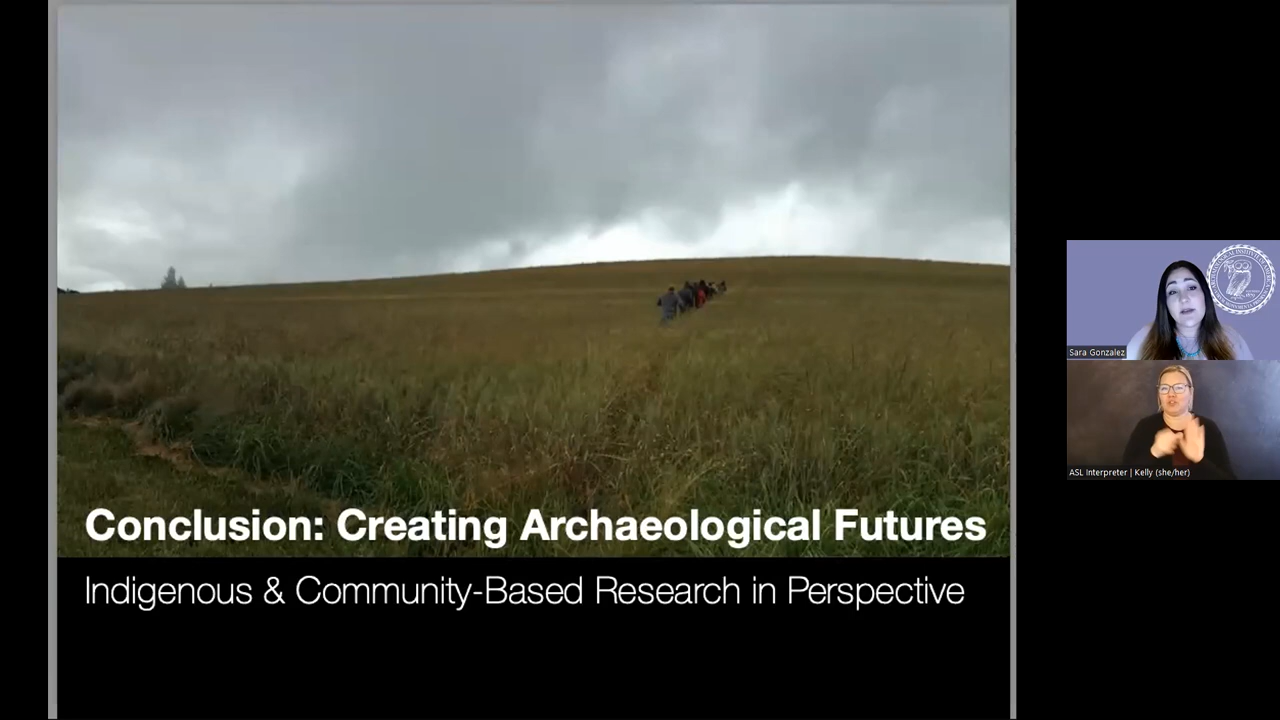 Conclusion: Creating Archaeological Futures
Indigenous & Community-Based Research in Perspective
Sara Gonzalez
ASL Interpreter | Kelly (she/her)